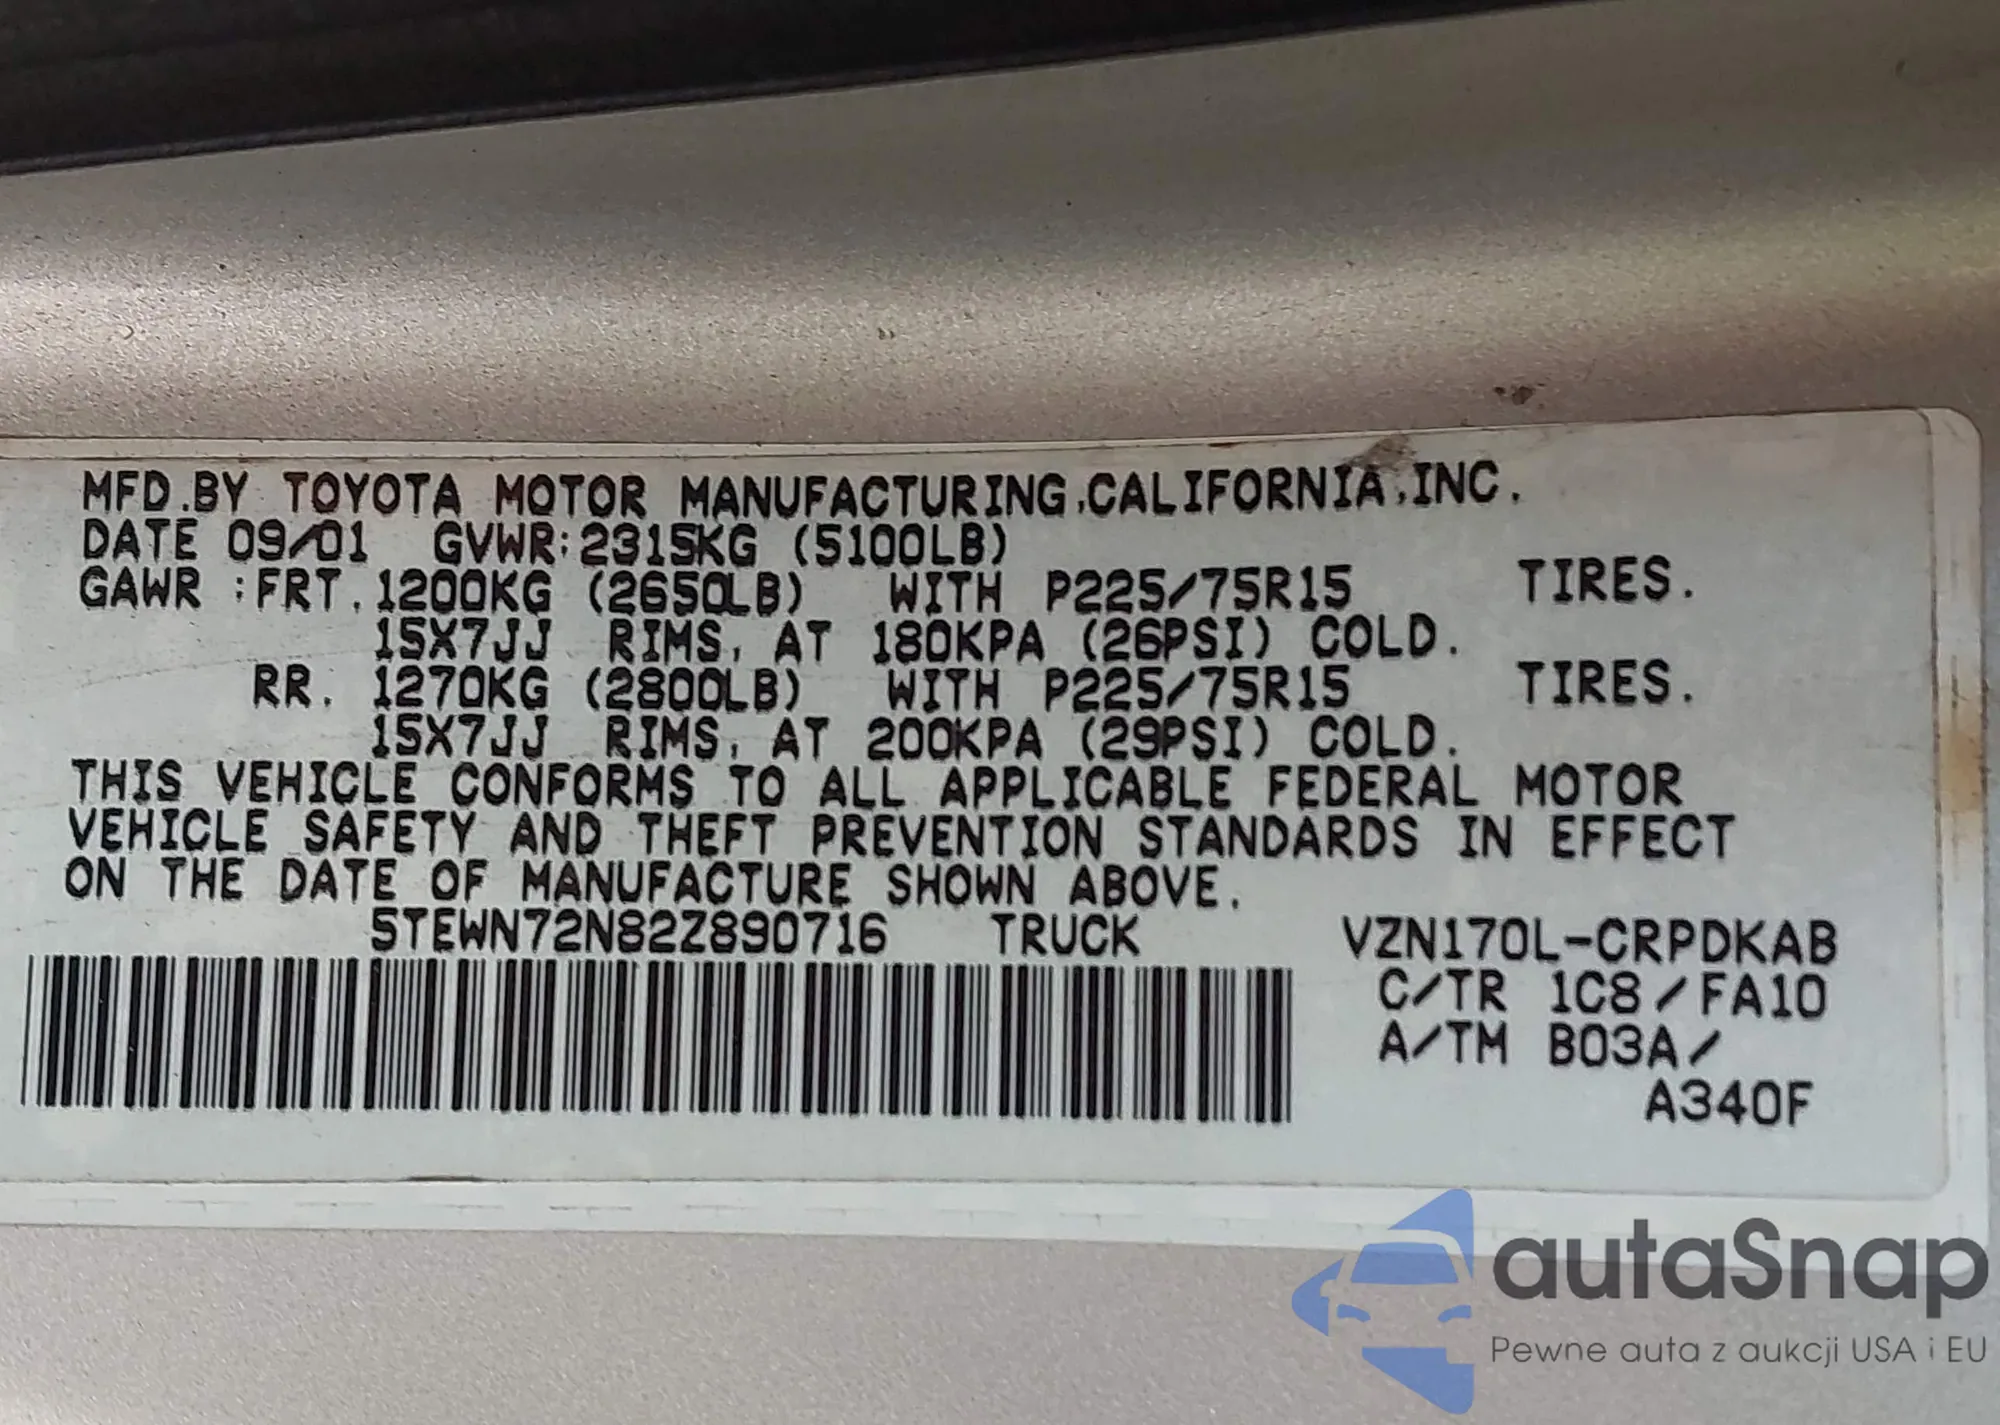 MFD.BY TOYOTA MOTOR MANUFACTURING,CALIFORNIA,INC.
DATE 09/01 GVWR:2315KG (5100LB)
GAWR :FRT. 1200KG (2650LB) WITH P225/75R15 TIRES.
15X7JJ RIMS, AT 180KPA (26PSI) COLD.
RR. 1270KG (2800LB) WITH P225/75R15 TIRES.
15X7JJ RIMS, AT 200KPA (29PSI) COLD.
THIS VEHICLE CONFORMS TO ALL APPLICABLE FEDERAL MOTOR
VEHICLE SAFETY AND THEFT PREVENTION STANDARDS IN EFFECT
ON THE DATE OF MANUFACTURE SHOWN ABOVE.
5TEWN72N82Z890716 TRUCK VZN170L-CRPDKAB
C/TR 1C8/FA10
A/TM B03A/
A340F
autaSnap
Pewne auta z aukcji USA i EU